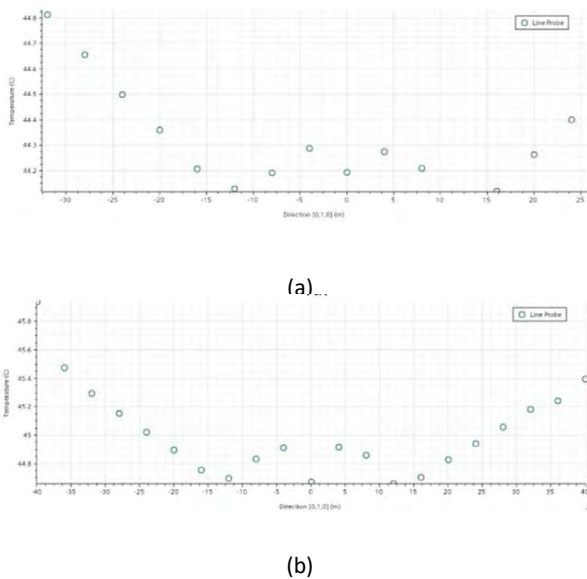 44.8
Line Probe
44.7
44.6
44.5
44.4
44.3
44.2
Temperature (C)
-30 -25 -20 -15 -10 -5 0 5 10 15 20 25
Direction [0,1,0] (m)
(a)
45.8
Line Probe
45.6
45.4
45.2
45
44.8
Temperature (C)
-40 -35 -30 -25 -20 -15 -10 -5 0 5 10 15 20 25 30 35 40
Direction [0,1,0] (m)
(b)